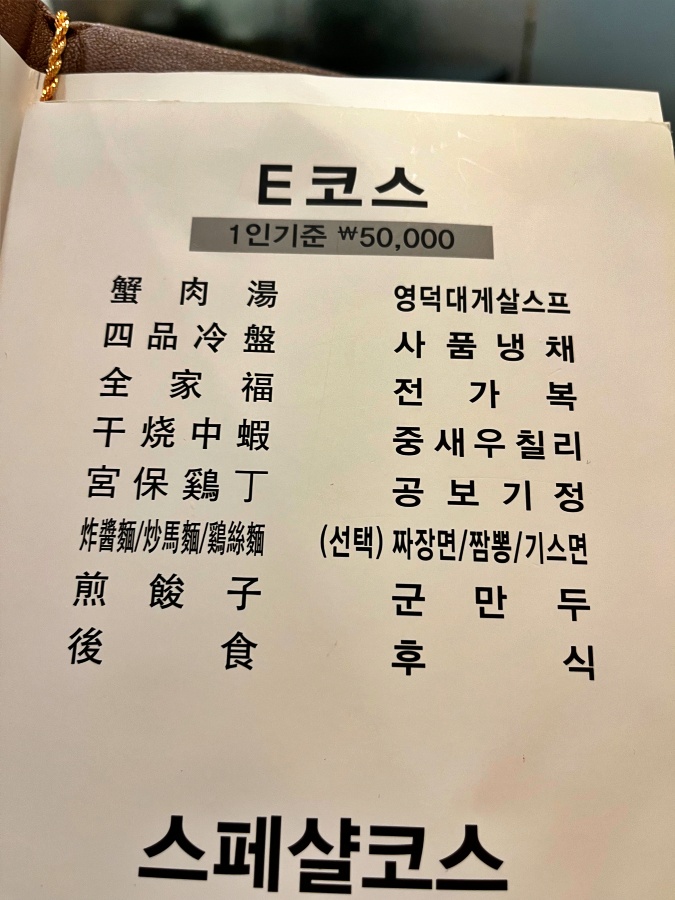 E코스
1인기준 ₩50,000
蟹肉湯 영덕대게살스프
四品冷盤 사품냉채
全家福 전가복
干烧中蝦 중새우칠리
宮保鷄丁 공보기정
炸醬麵/炒馬麵/鷄絲麵 (선택) 짜장면/짬뽕/기스면
煎餃子 군만두
後食 후식
스페샬코스